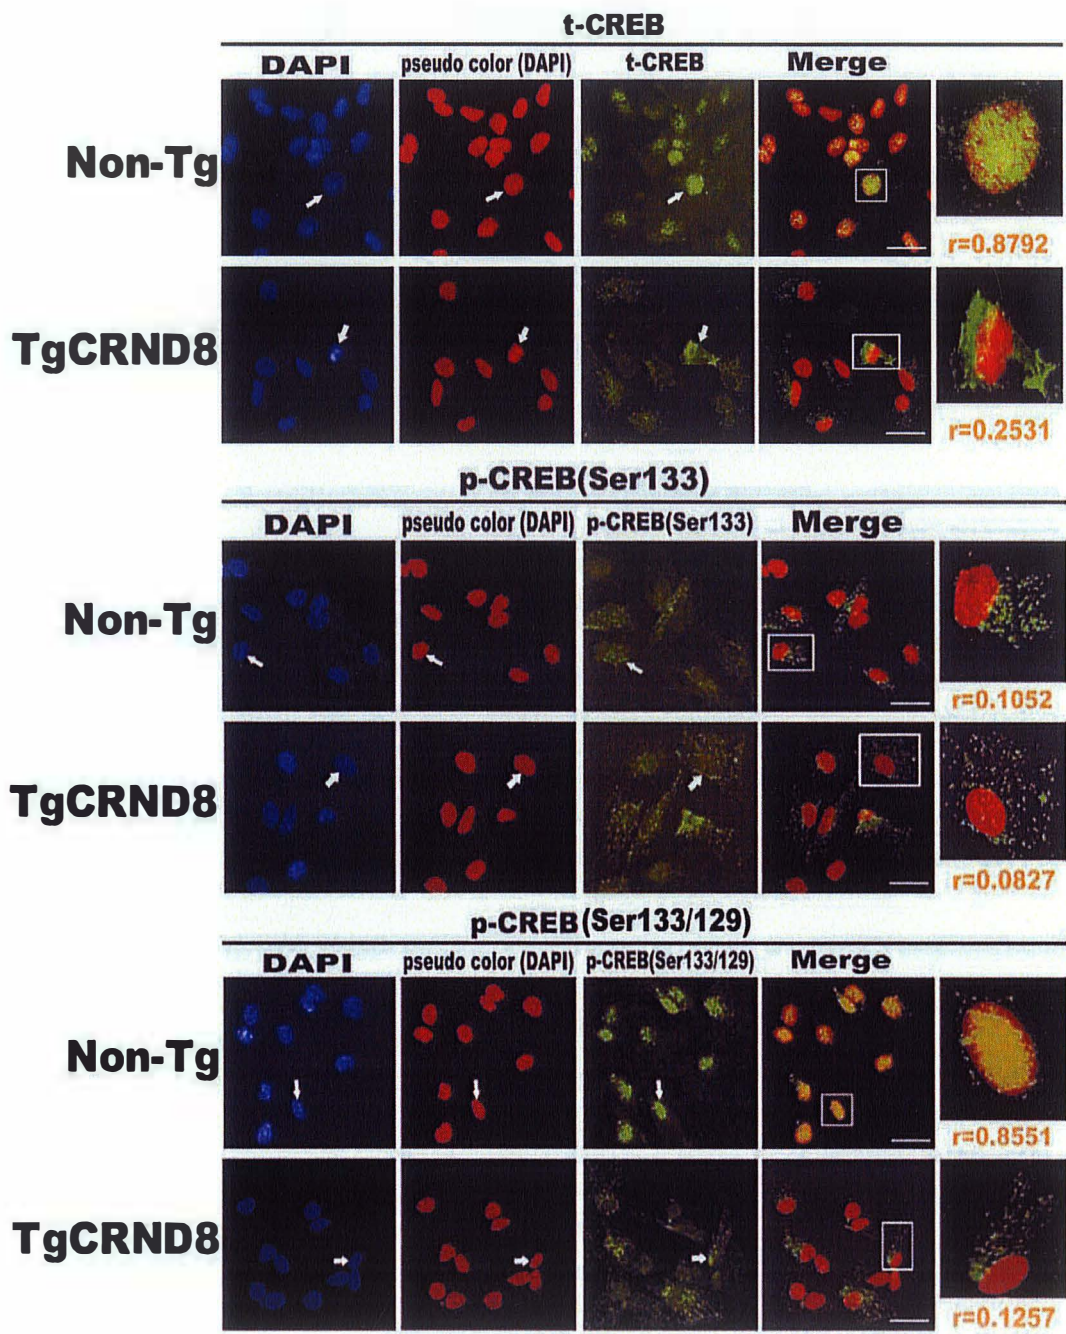 t-CREB
DAPI pseudo color (DAPI) t-CREB Merge
Non-Tg
r=0.8792
TgCRND8
r=0.2531
p-CREB(Ser133)
DAPI pseudo color (DAPI) p-CREB(Ser133) Merge
Non-Tg
r=0.1052
TgCRND8
r=0.0827
p-CREB(Ser133/129)
DAPI pseudo color (DAPI) p-CREB(Ser133/129) Merge
Non-Tg
r=0.8551
TgCRND8
r=0.1257